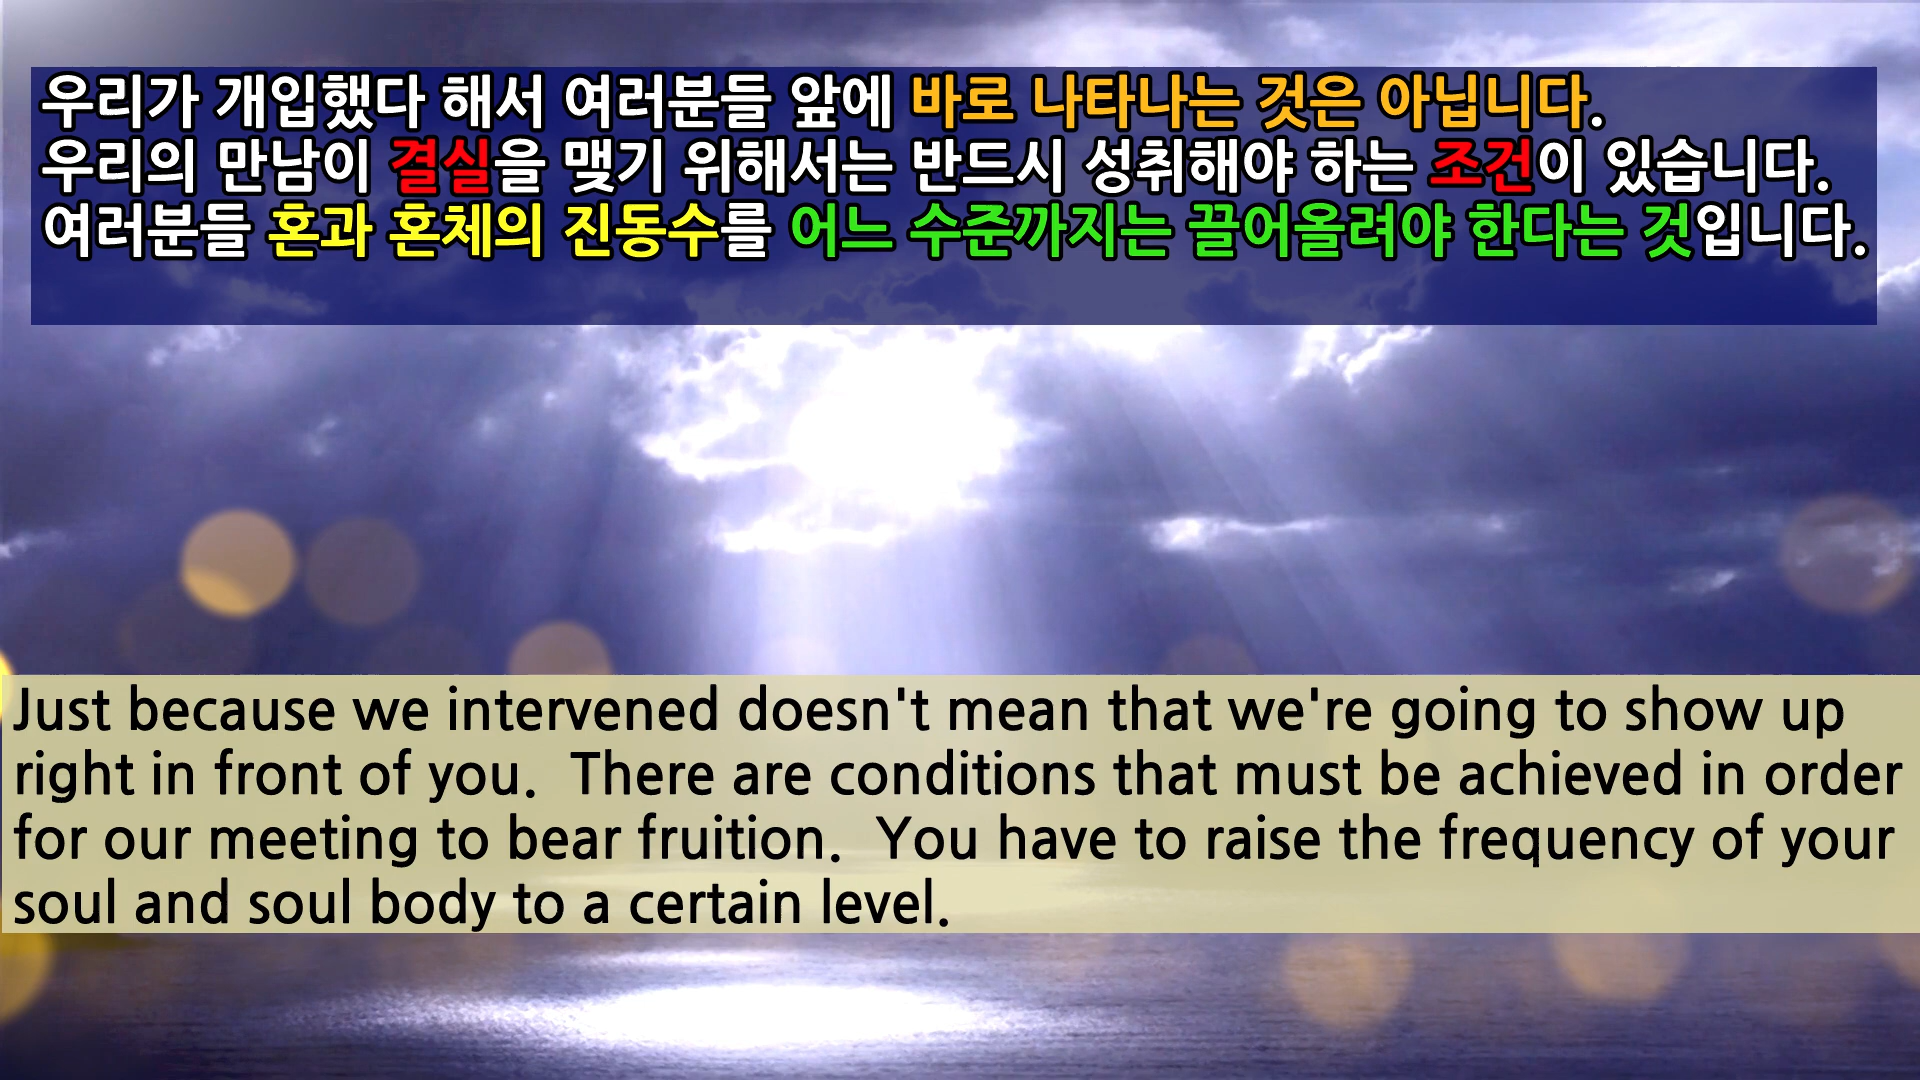 우리가 개입했다 해서 여러분들 앞에 바로 나타나는 것은 아닙니다.
우리의 만남이 결실을 맺기 위해서는 반드시 성취해야 하는 조건이 있습니다.
여러분들 혼과 혼체의 진동수를 어느 수준까지는 끌어올려야 한다는 것입니다.
Just because we intervened doesn't mean that we're going to show up
right in front of you.  There are conditions that must be achieved in order
for our meeting to bear fruition.  You have to raise the frequency of your
soul and soul body to a certain level.